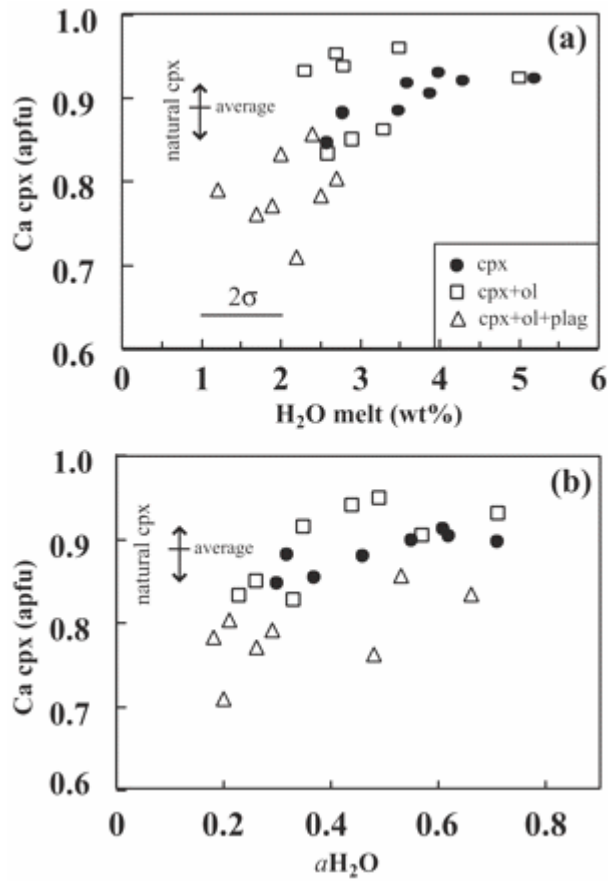 (a)
1.0
0.9
0.8
0.7
0.6
Ca cpx (apfu)
natural cpx
average
2σ
cpx
cpx+ol
cpx+ol+plag
0 1 2 3 4 5 6
H₂O melt (wt%)
(b)
1.0
0.9
0.8
0.7
0.6
Ca cpx (apfu)
natural cpx
average
0 0.2 0.4 0.6 0.8
aH₂O